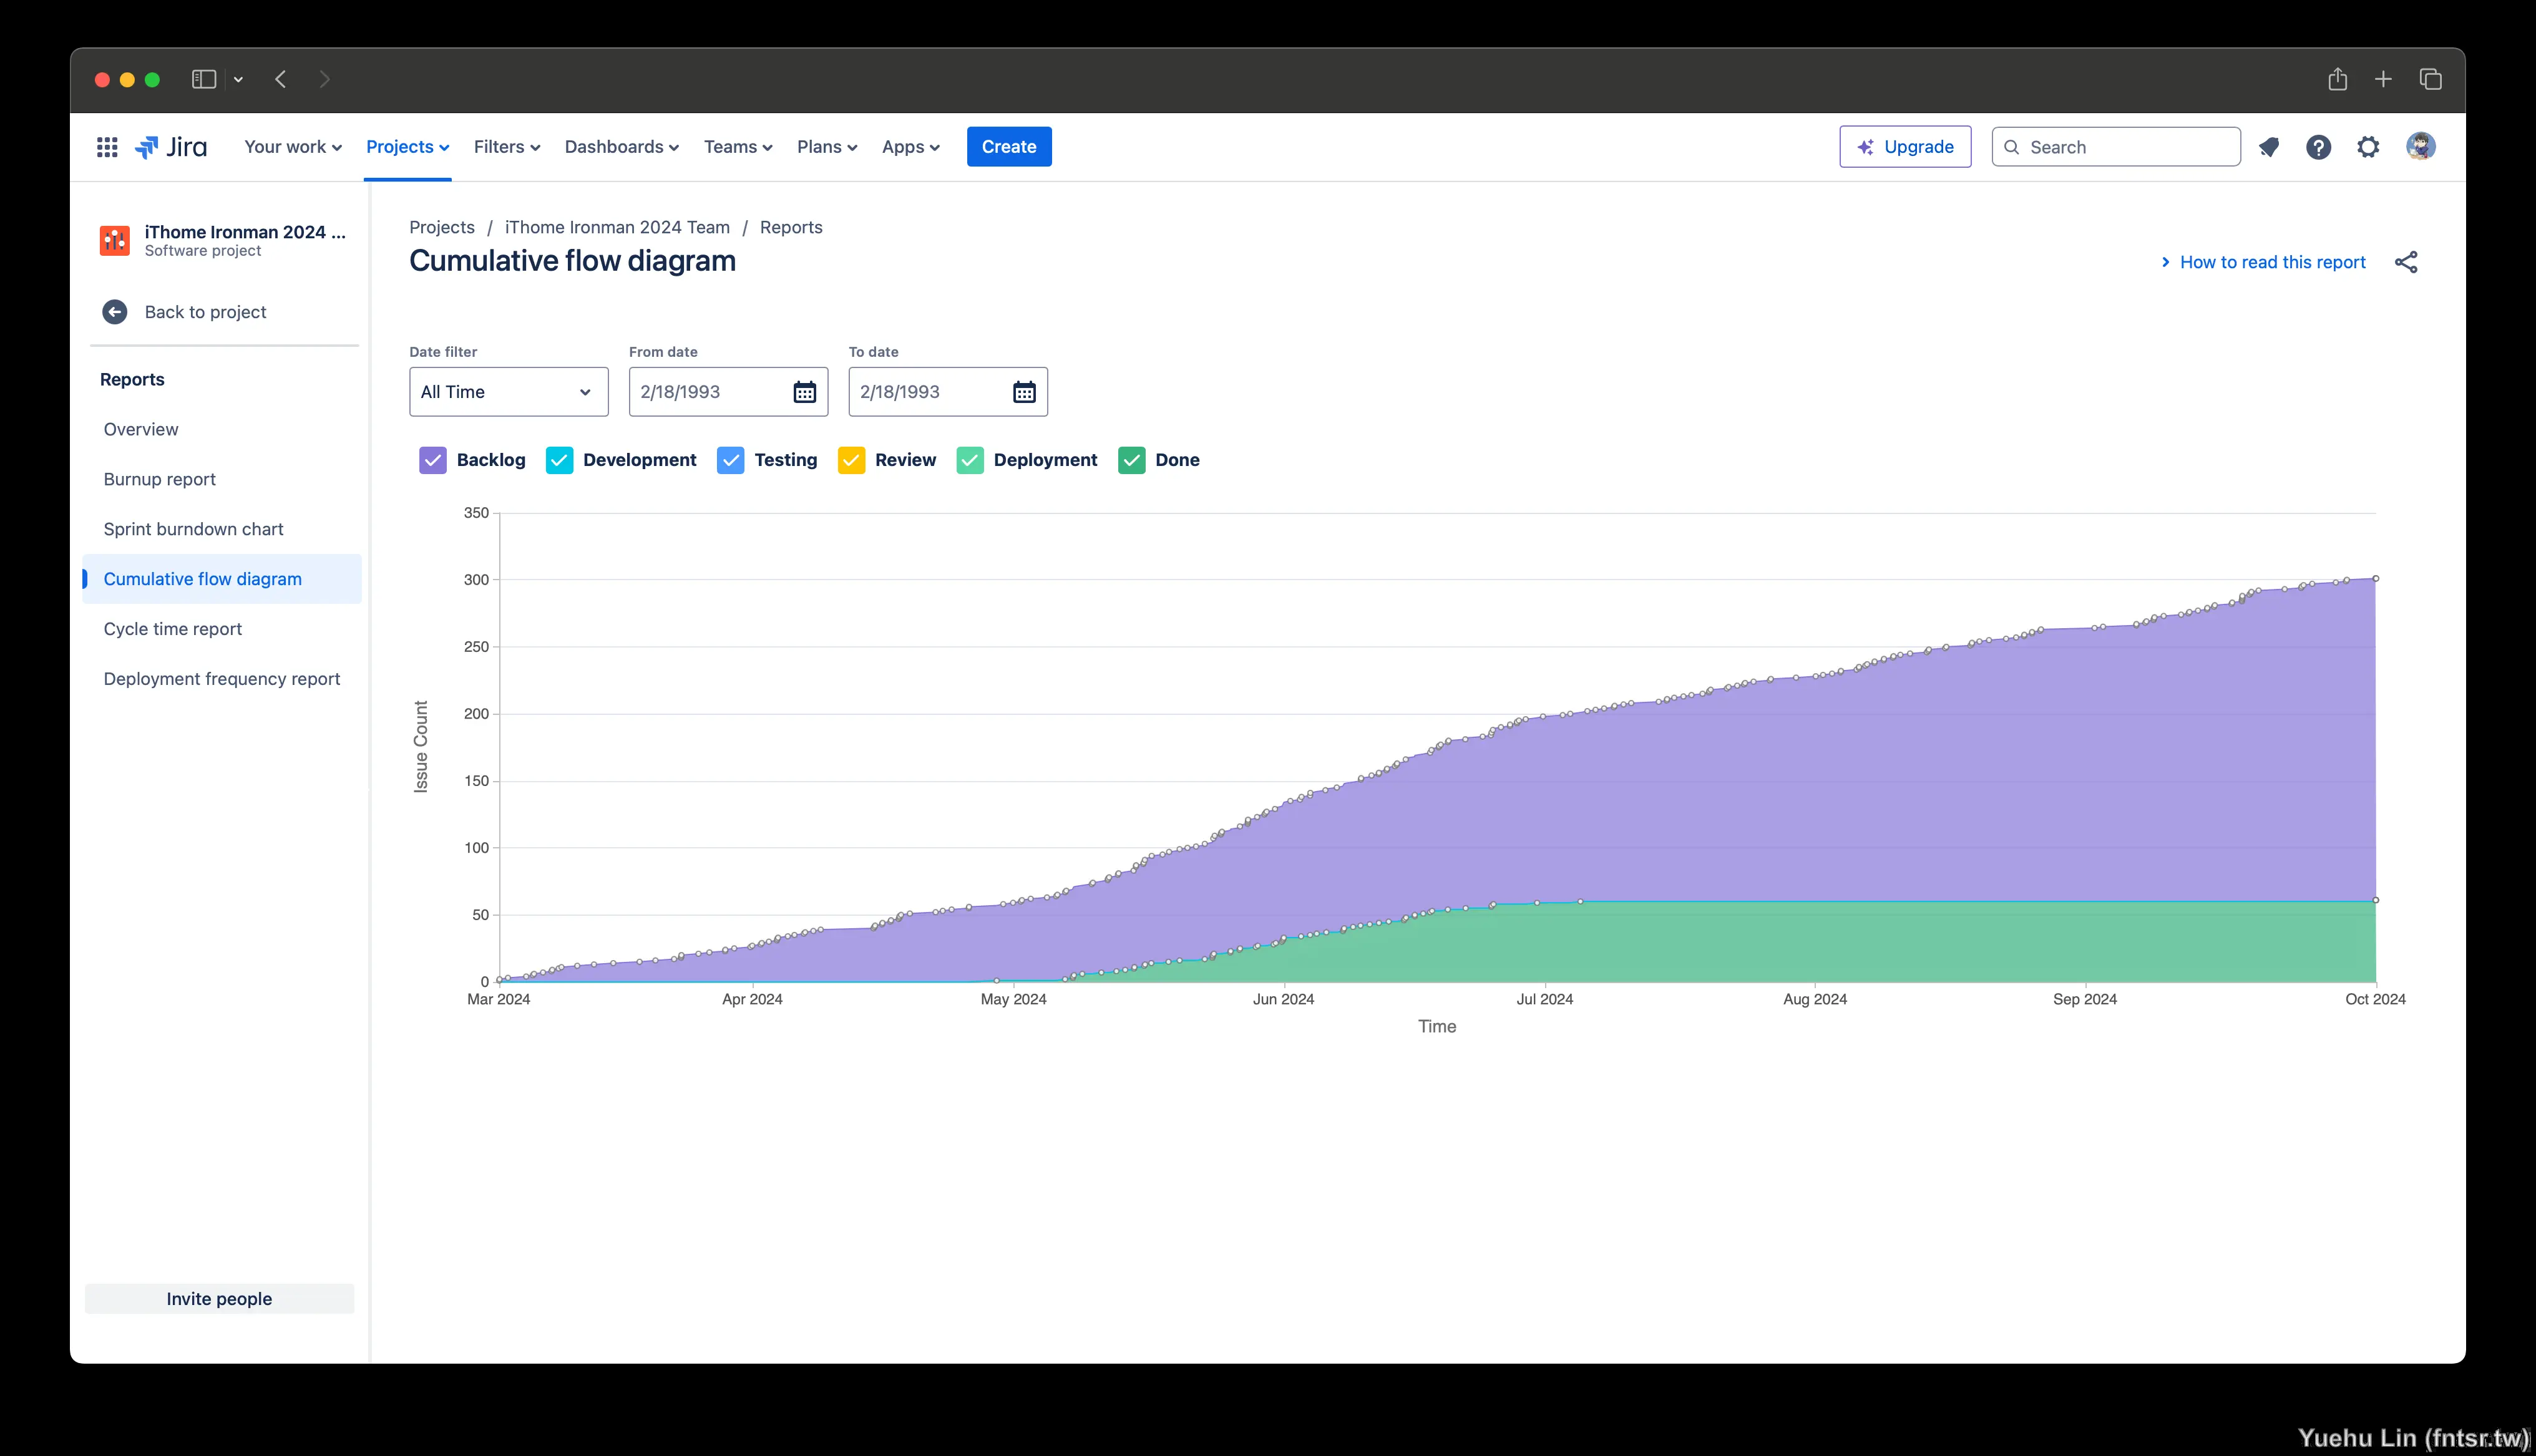 Jira Your work Projects Filters Dashboards Teams Plans Apps Create Upgrade Search
iThome Ironman 2024 ...
Software project
Back to project
Reports
Overview
Burnup report
Sprint burndown chart
Cumulative flow diagram
Cycle time report
Deployment frequency report
Invite people
Projects / iThome Ironman 2024 Team / Reports
Cumulative flow diagram
How to read this report
Date filter From date To date
All Time 2/18/1993 2/18/1993
Backlog Development Testing Review Deployment Done
350
300
250
200
150
100
50
0
Issue Count
Mar 2024 Apr 2024 May 2024 Jun 2024 Jul 2024 Aug 2024 Sep 2024 Oct 2024
Time
Yuehu Lin (fntsr.tw)